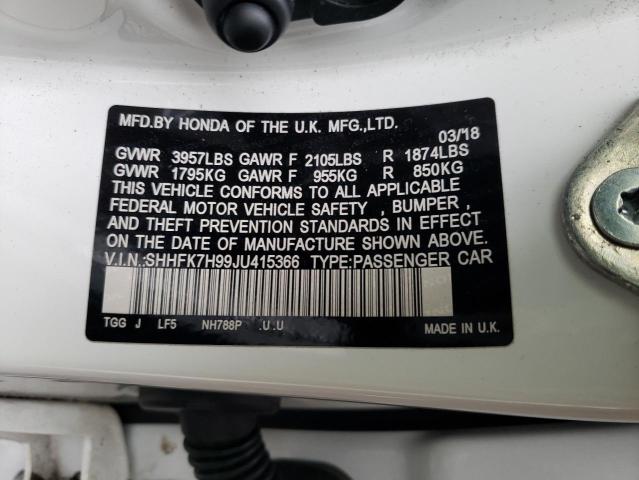 MFD.BY HONDA OF THE U.K. MFG.,LTD.
03/18
GVWR 3957LBS GAWR F 2105LBS R 1874LBS
GVWR 1795KG GAWR F 955KG R 850KG
THIS VEHICLE CONFORMS TO ALL APPLICABLE
FEDERAL MOTOR VEHICLE SAFETY , BUMPER ,
AND THEFT PREVENTION STANDARDS IN EFFECT
ON THE DATE OF MANUFACTURE SHOWN ABOVE.
V.I.N.:SHHFK7H99JU415366 TYPE:PASSENGER CAR
TGG J LF5 NH788P .U.U MADE IN U.K.